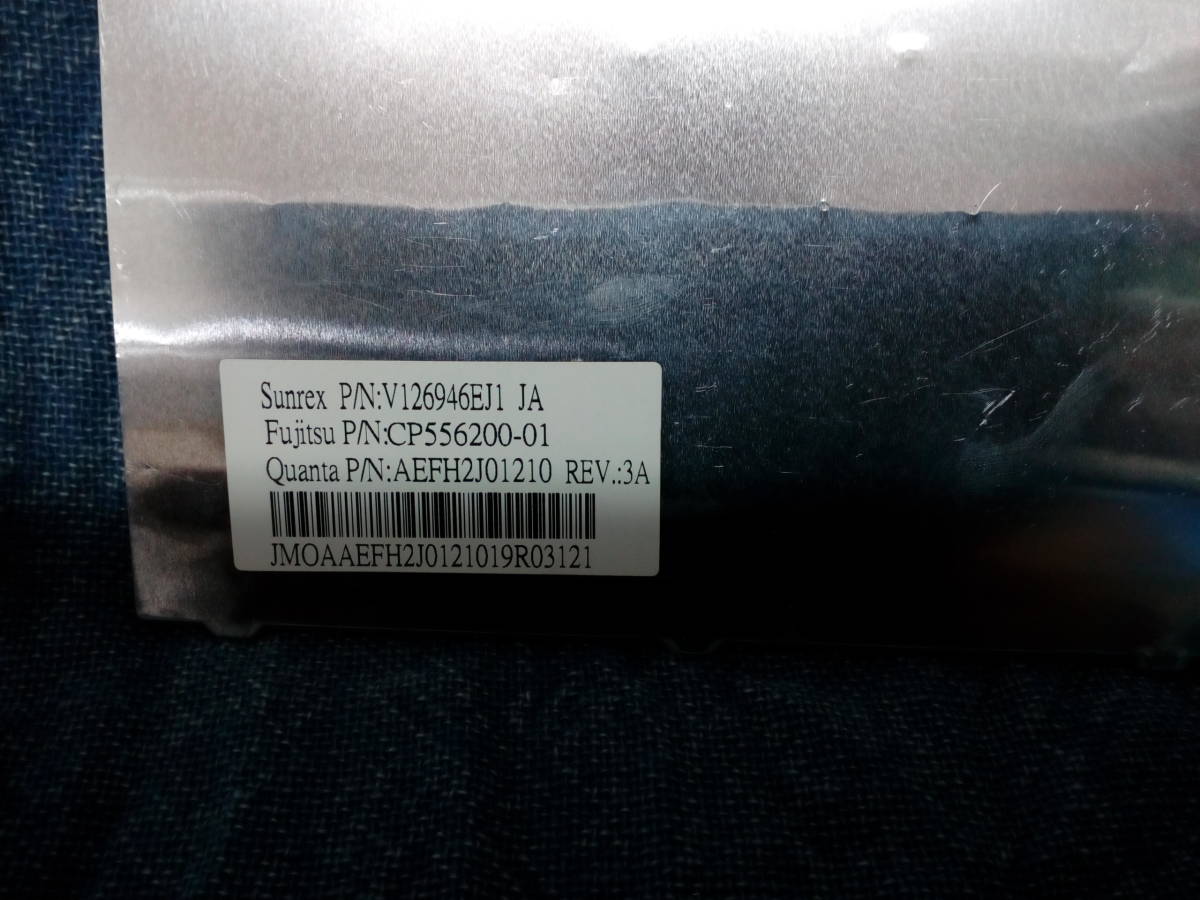 Sunrex P/N:V126946EJ1 JA
Fujitsu P/N:CP556200-01
Quanta P/N:AEFH2J01210 REV.:3A
JMOAAEFH2J0121019R03121